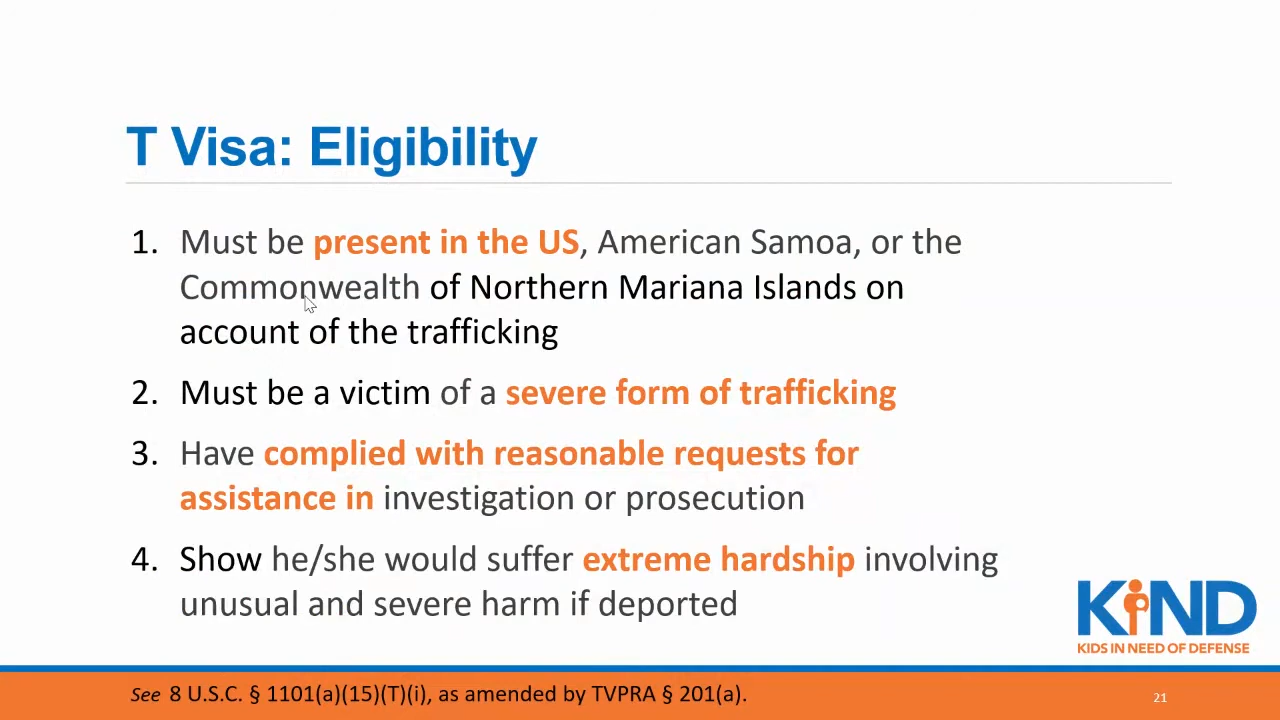 T Visa: Eligibility
1. Must be present in the US, American Samoa, or the
Commonwealth of Northern Mariana Islands on
account of the trafficking
2. Must be a victim of a severe form of trafficking
3. Have complied with reasonable requests for
assistance in investigation or prosecution
4. Show he/she would suffer extreme hardship involving
unusual and severe harm if deported
KiND
KIDS IN NEED OF DEFENSE
See 8 U.S.C. § 1101(a)(15)(T)(i), as amended by TVPRA § 201(a).
21